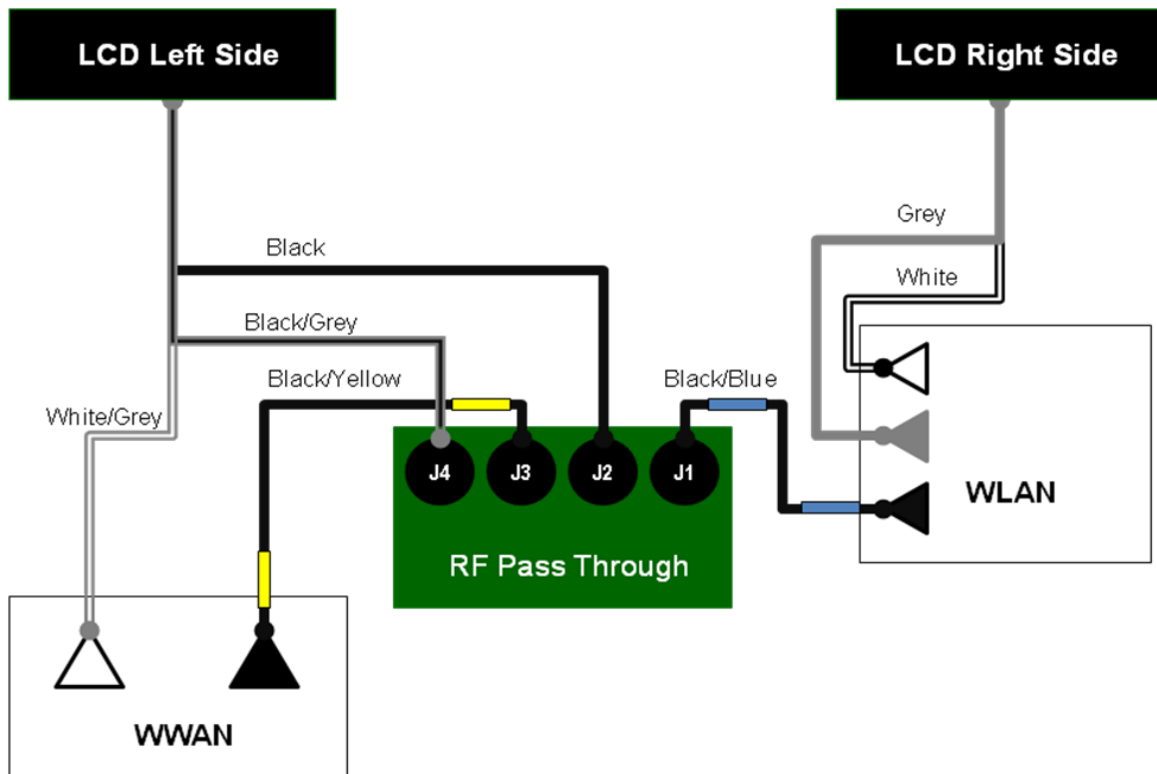 LCD Left Side
LCD Right Side
Grey
Black
White
Black/Grey
Black/Yellow
Black/Blue
White/Grey
J4
J3
J2
J1
WLAN
RF Pass Through
WWAN